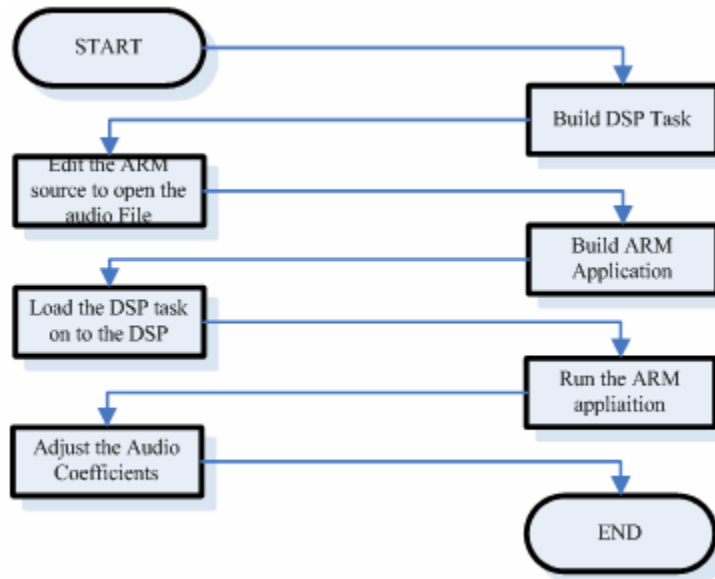 START
Build DSP Task
Edit the ARM
source to open the
audio File
Build ARM
Application
Load the DSP task
on to the DSP
Run the ARM
appliaition
Adjust the Audio
Coefficients
END